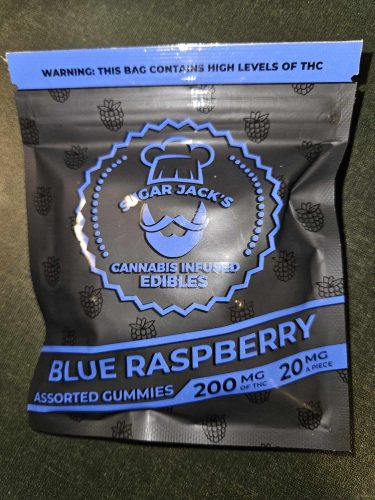 WARNING: THIS BAG CONTAINS HIGH LEVELS OF THC
SUGAR JACK'S
CANNABIS INFUSED
EDIBLES
BLUE RASPBERRY
ASSORTED GUMMIES 200 MG OF THC 20 MG A PIECE